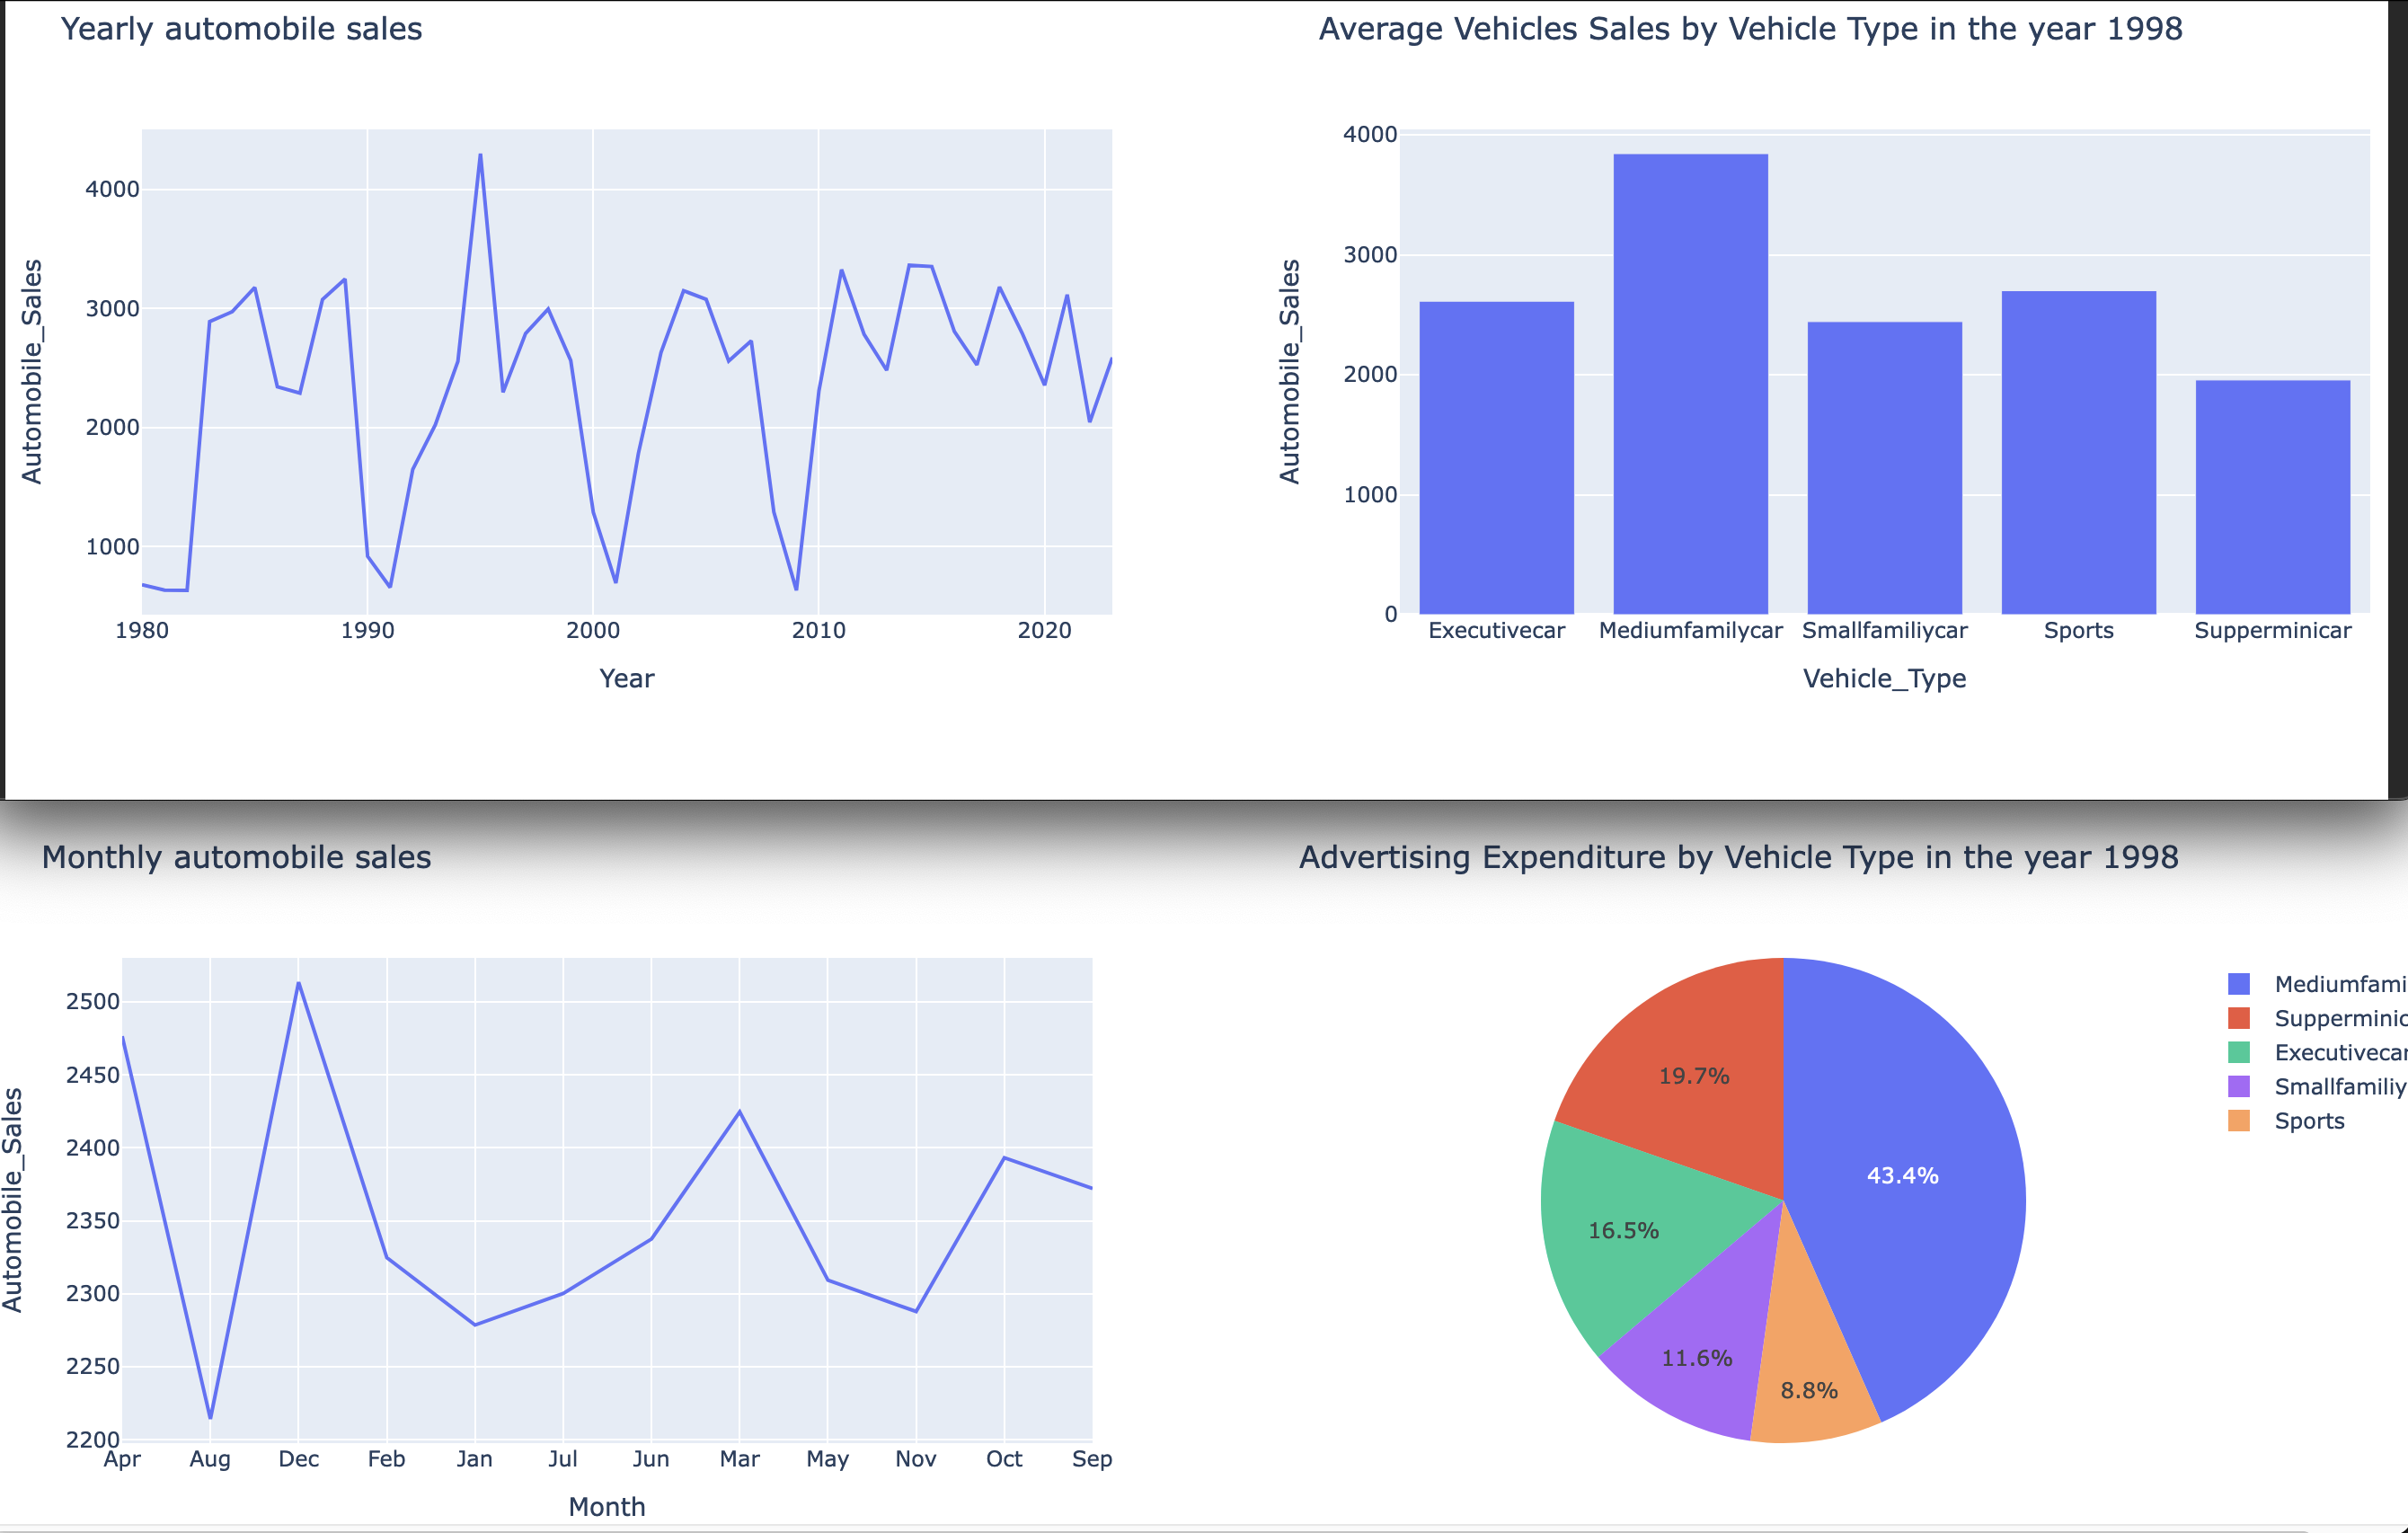 Yearly automobile sales
4000
3000
2000
1000
Automobile_Sales
1980 1990 2000 2010 2020
Year
Average Vehicles Sales by Vehicle Type in the year 1998
4000
3000
2000
1000
0
Automobile_Sales
Executivecar Mediumfamilycar Smallfamiliycar Sports Supperminicar
Vehicle_Type
Monthly automobile sales
2500
2450
2400
2350
2300
2250
2200
Automobile_Sales
Apr Aug Dec Feb Jan Jul Jun Mar May Nov Oct Sep
Month
Advertising Expenditure by Vehicle Type in the year 1998
19.7%
43.4%
16.5%
11.6%
8.8%
Mediumfami
Supperminic
Executivecar
Smallfamiliy
Sports